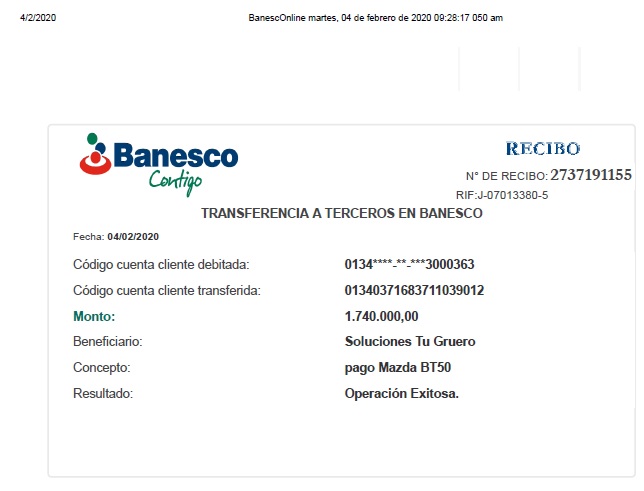 4/2/2020
BanescOnline martes, 04 de febrero de 2020 09:28:17 050 am
Banesco
Contigo
RECIBO
N° DE RECIBO: 2737191155
RIF:J-07013380-5
TRANSFERENCIA A TERCEROS EN BANESCO
Fecha: 04/02/2020
Código cuenta cliente debitada: 0134****-**-***3000363
Código cuenta cliente transferida: 01340371683711039012
Monto: 1.740.000,00
Beneficiario: Soluciones Tu Gruero
Concepto: pago Mazda BT50
Resultado: Operación Exitosa.